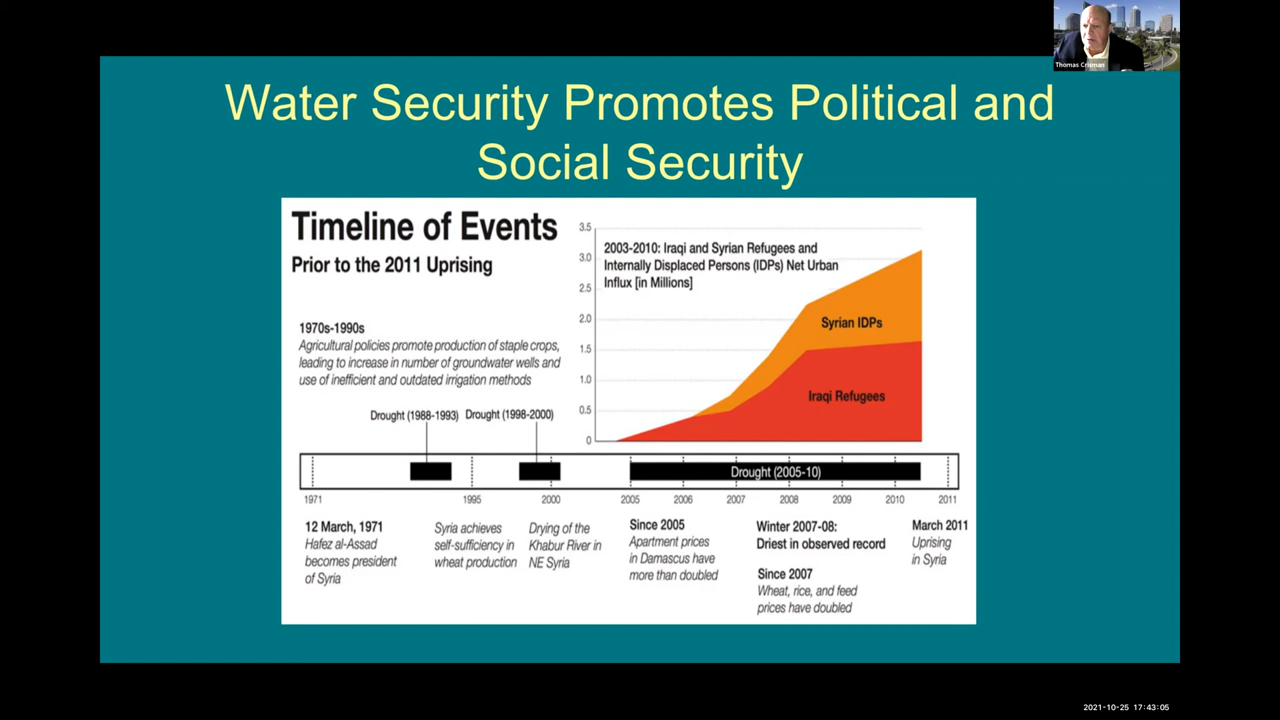 Thomas Crisman
Water Security Promotes Political and
Social Security
Timeline of Events
Prior to the 2011 Uprising
1970s-1990s
Agricultural policies promote production of staple crops,
leading to increase in number of groundwater wells and
use of inefficient and outdated irrigation methods
3.5
3.0
2.5
2.0
1.5
1.0
0.5
0
2003-2010: Iraqi and Syrian Refugees and
Internally Displaced Persons (IDPs) Net Urban
Influx [in Millions]
Syrian IDPs
Iraqi Refugees
Drought (1988-1993) Drought (1998-2000)
Drought (2005-10)
1971 1995 2000 2005 2006 2007 2008 2009 2010 2011
12 March, 1971
Hafez al-Assad
becomes president
of Syria
Syria achieves
self-sufficiency in
wheat production
Drying of the
Khabur River in
NE Syria
Since 2005
Apartment prices
in Damascus have
more than doubled
Winter 2007-08:
Driest in observed record
Since 2007
Wheat, rice, and feed
prices have doubled
March 2011
Uprising
in Syria
2021-10-25 17:43:05